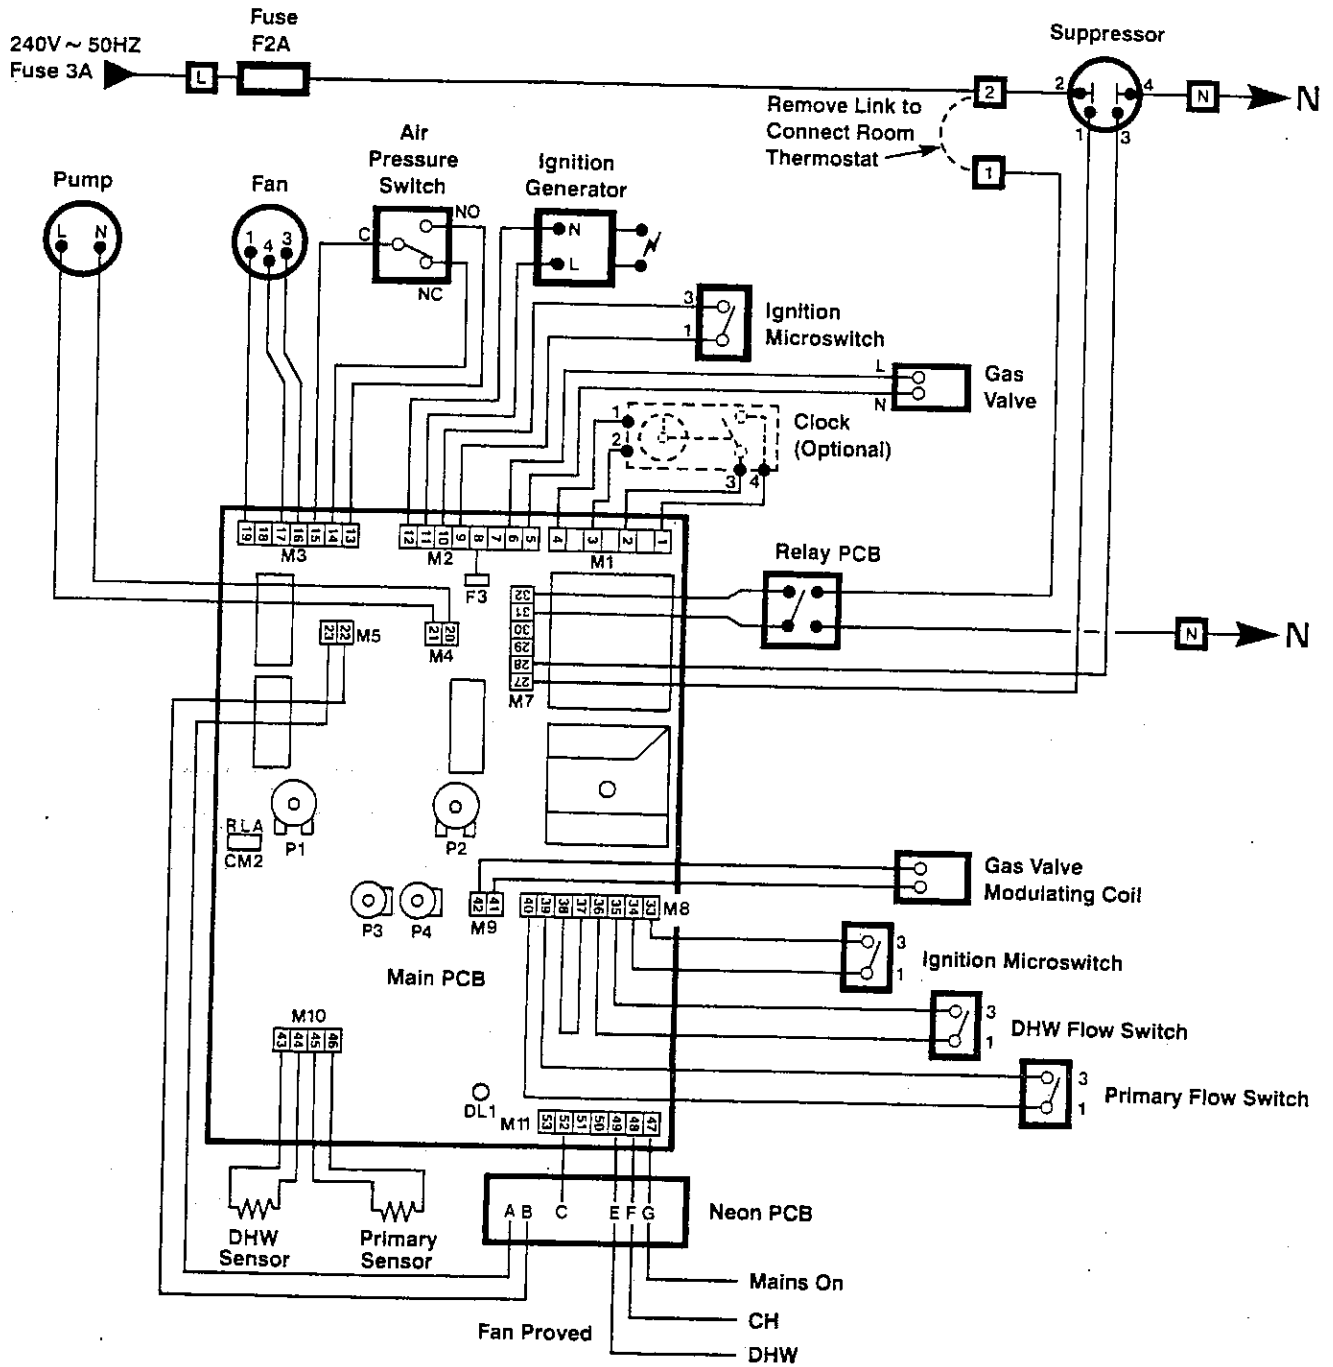 240V ~ 50HZ
Fuse 3A
L
Fuse
F2A
2
Suppressor
2
4
1
3
N
N
Remove Link to
Connect Room
Thermostat
1
Pump
L N
Fan
1 4 3
Air
Pressure
Switch
C
NO
NC
Ignition
Generator
N
L
3
1
Ignition
Microswitch
L
N
Gas
Valve
1
2
3 4
Clock
(Optional)
19 18 17 16 15 14 13
M3
12 11 10 9 8 7 6 5
M2
4 3 2 1
M1
F3
Relay PCB
N
N
32
31
30
29
28
27
M7
23 22
M5
21 20
M4
P1
P2
RLA
CM2
P3
P4
42 41
M9
40 39 38 37 36 35 34 33
M8
Gas Valve
Modulating Coil
3
1
Ignition Microswitch
3
1
DHW Flow Switch
3
1
Primary Flow Switch
Main PCB
M10
43 44 45 46
DL1
M11
53 52 51 50 49 48 47
DHW
Sensor
Primary
Sensor
A B C E F G
Neon PCB
Mains On
CH
Fan Proved
DHW